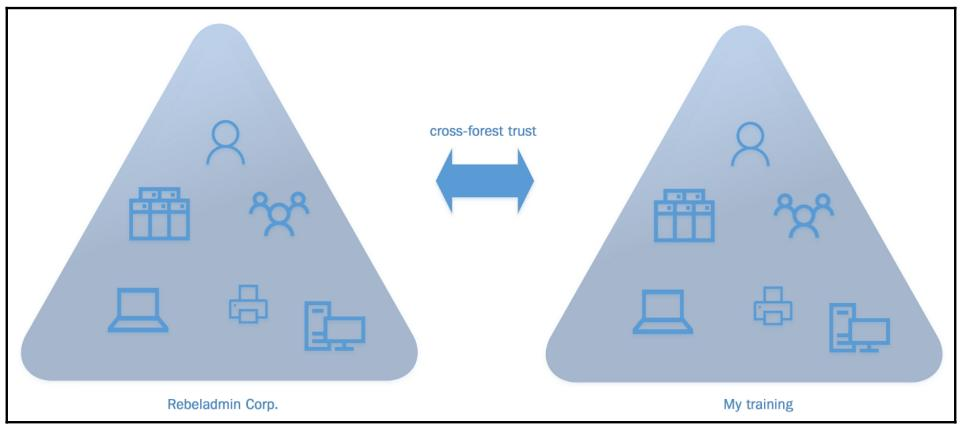 cross-forest trust
Rebeladmin Corp.
My training